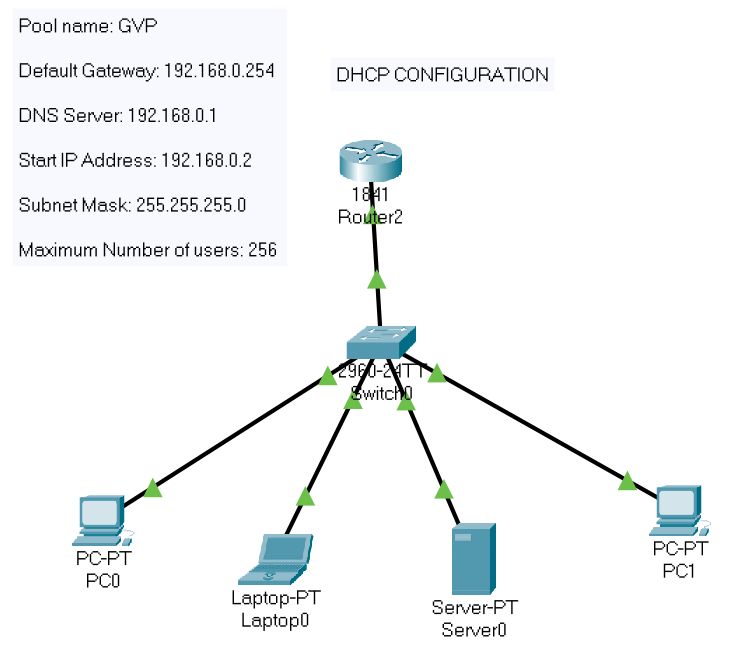 Pool name: GVP
Default Gateway: 192.168.0.254
DNS Server: 192.168.0.1
Start IP Address: 192.168.0.2
Subnet Mask: 255.255.255.0
Maximum Number of users: 256
DHCP CONFIGURATION
1841
Router2
2960-24TT
Switch0
PC-PT
PC0
Laptop-PT
Laptop0
Server-PT
Server0
PC-PT
PC1